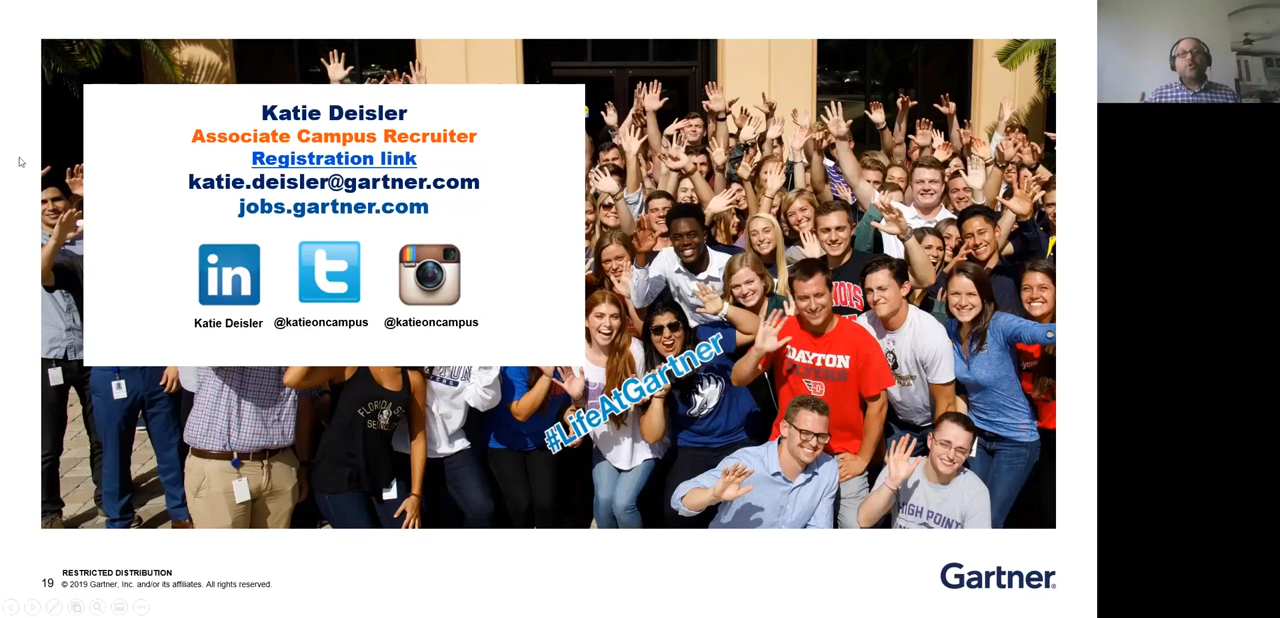 Katie Deisler
Associate Campus Recruiter
Registration link
katie.deisler@gartner.com
jobs.gartner.com
in
t
Katie Deisler @katieoncampus @katieoncampus
#LifeAtGartner
DAYTON
FLYERS
FLORIDA
HIGH POINT
RESTRICTED DISTRIBUTION
19 © 2019 Gartner, Inc. and/or its affiliates. All rights reserved.
Gartner